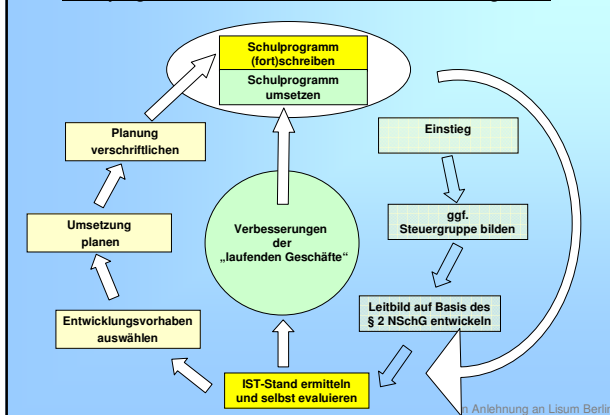 Schulprogramm
(fort)schreiben
Schulprogramm
umsetzen
Planung
verschriftlichen
Einstieg
Umsetzung
planen
Verbesserungen
der
„laufenden Geschäfte“
ggf.
Steuergruppe bilden
Leitbild auf Basis des
§ 2 NSchG entwickeln
Entwicklungsvorhaben
auswählen
IST-Stand ermitteln
und selbst evaluieren
n Anlehnung an Lisum Berlin